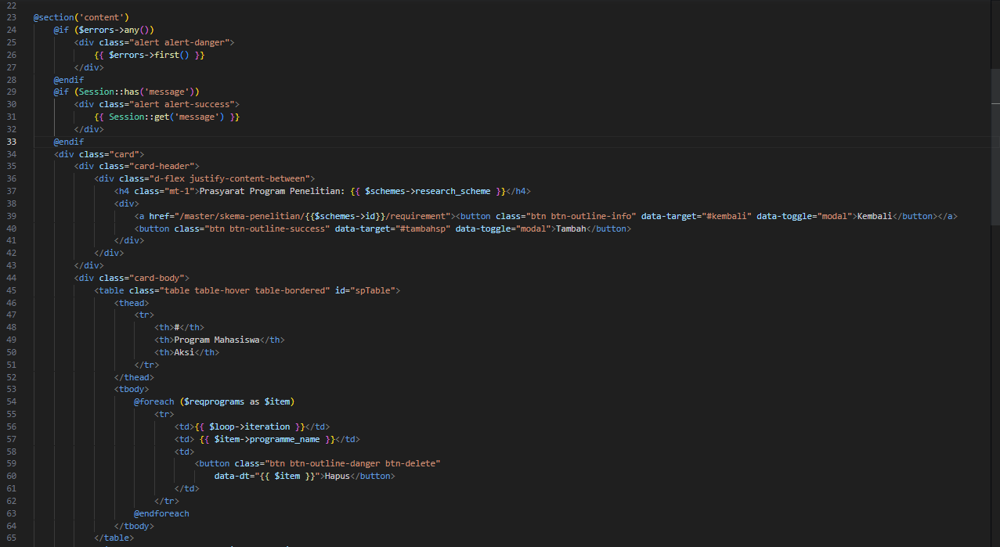 22
23 @section('content')
24 @if ($errors->any())
25 <div class="alert alert-danger">
26 {{ $errors->first() }}
27 </div>
28 @endif
29 @if (Session::has('message'))
30 <div class="alert alert-success">
31 {{ Session::get('message') }}
32 </div>
33 @endif
34 <div class="card">
35 <div class="card-header">
36 <div class="d-flex justify-content-between">
37 <h4 class="mt-1">Prasyarat Program Penelitian: {{ $schemes->research_scheme }}</h4>
38 <div>
39 <a href="/master/skema-penelitian/{{$schemes->id}}/requirement"><button class="btn btn-outline-info" data-target="#kembali" data-toggle="modal">Kembali</button></a>
40 <button class="btn btn-outline-success" data-target="#tambahsp" data-toggle="modal">Tambah</button>
41 </div>
42 </div>
43 </div>
44 <div class="card-body">
45 <table class="table table-hover table-bordered" id="spTable">
46 <thead>
47 <tr>
48 <th>#</th>
49 <th>Program Mahasiswa</th>
50 <th>Aksi</th>
51 </tr>
52 </thead>
53 <tbody>
54 @foreach ($reqprograms as $item)
55 <tr>
56 <td>{{ $loop->iteration }}</td>
57 <td> {{ $item->programme_name }}</td>
58 <td>
59 <button class="btn btn-outline-danger btn-delete"
60 data-dt="{{ $item }}">Hapus</button>
61 </td>
62 </tr>
63 @endforeach
64 </tbody>
65 </table>